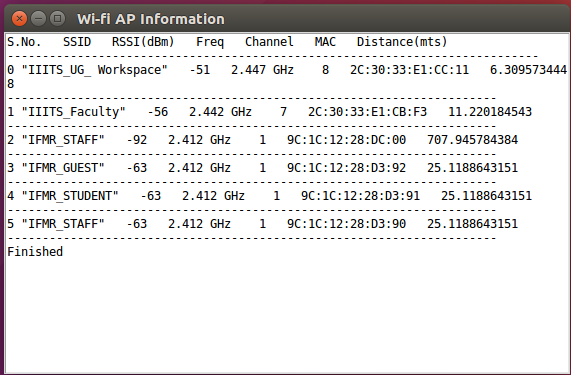 Wi-fi AP Information
S.No. SSID RSSI(dBm) Freq Channel MAC Distance(mts)
----------------------------------------------------------------------------
0 "IIITS_UG_ Workspace" -51 2.447 GHz 8 2C:30:33:E1:CC:11 6.309573444
8
----------------------------------------------------------------------
1 "IIITS_Faculty" -56 2.442 GHz 7 2C:30:33:E1:CB:F3 11.220184543
----------------------------------------------------------------------
2 "IFMR_STAFF" -92 2.412 GHz 1 9C:1C:12:28:DC:00 707.945784384
----------------------------------------------------------------------
3 "IFMR_GUEST" -63 2.412 GHz 1 9C:1C:12:28:D3:92 25.1188643151
----------------------------------------------------------------------
4 "IFMR_STUDENT" -63 2.412 GHz 1 9C:1C:12:28:D3:91 25.1188643151
----------------------------------------------------------------------
5 "IFMR_STAFF" -63 2.412 GHz 1 9C:1C:12:28:D3:90 25.1188643151
----------------------------------------------------------------------
Finished